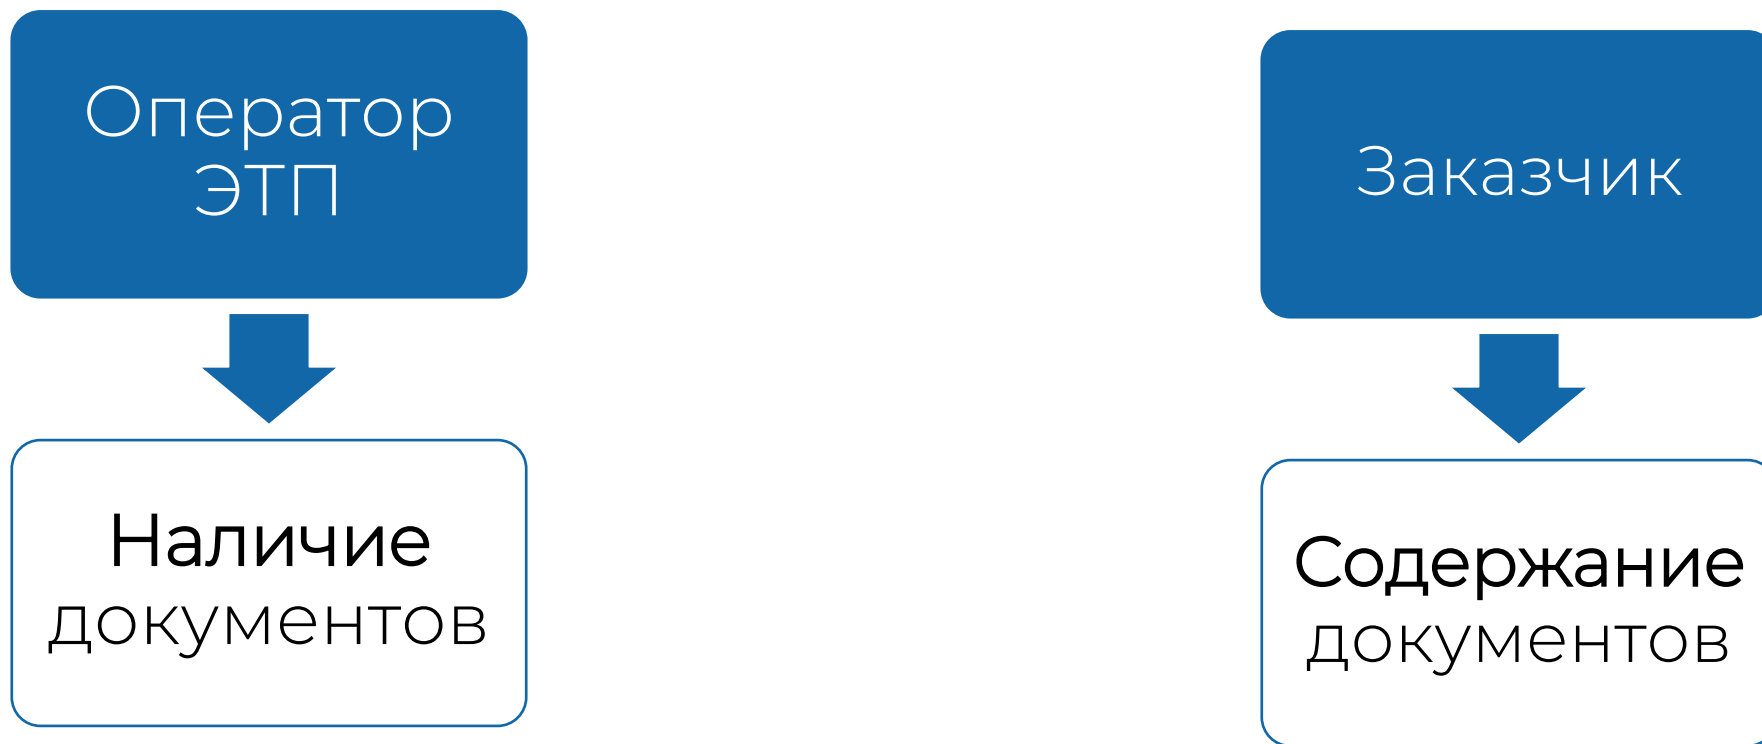 Оператор
ЭТП
Наличие
документов
Заказчик
Содержание
документов